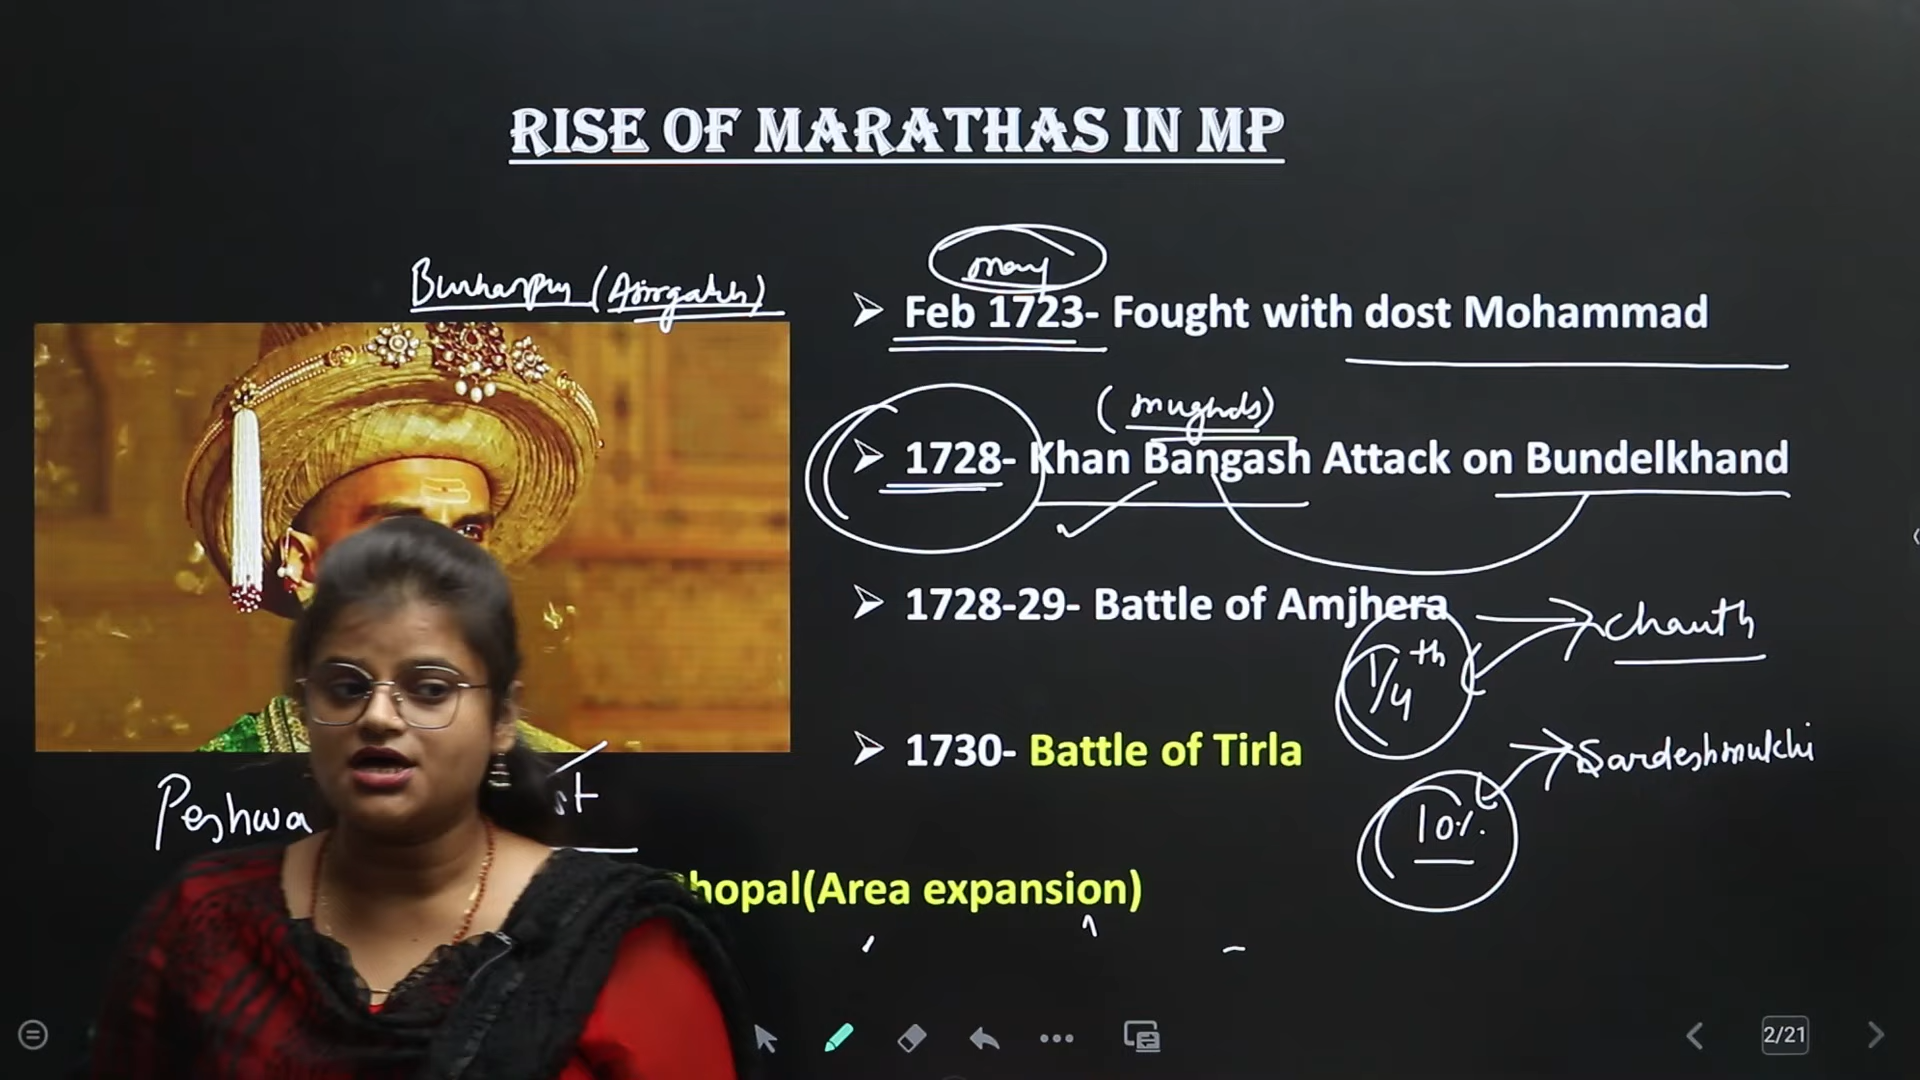 RISE OF MARATHAS IN MP
may
Burhanpur (Asirgarh)
➤ Feb 1723- Fought with dost Mohammad
(mughals)
➤ 1728- Khan Bangash Attack on Bundelkhand
➤ 1728-29- Battle of Amjhera
1/4th
chauth
➤ 1730- Battle of Tirla
Sardeshmukhi
10%
Peshwa
hopal(Area expansion)
2/21